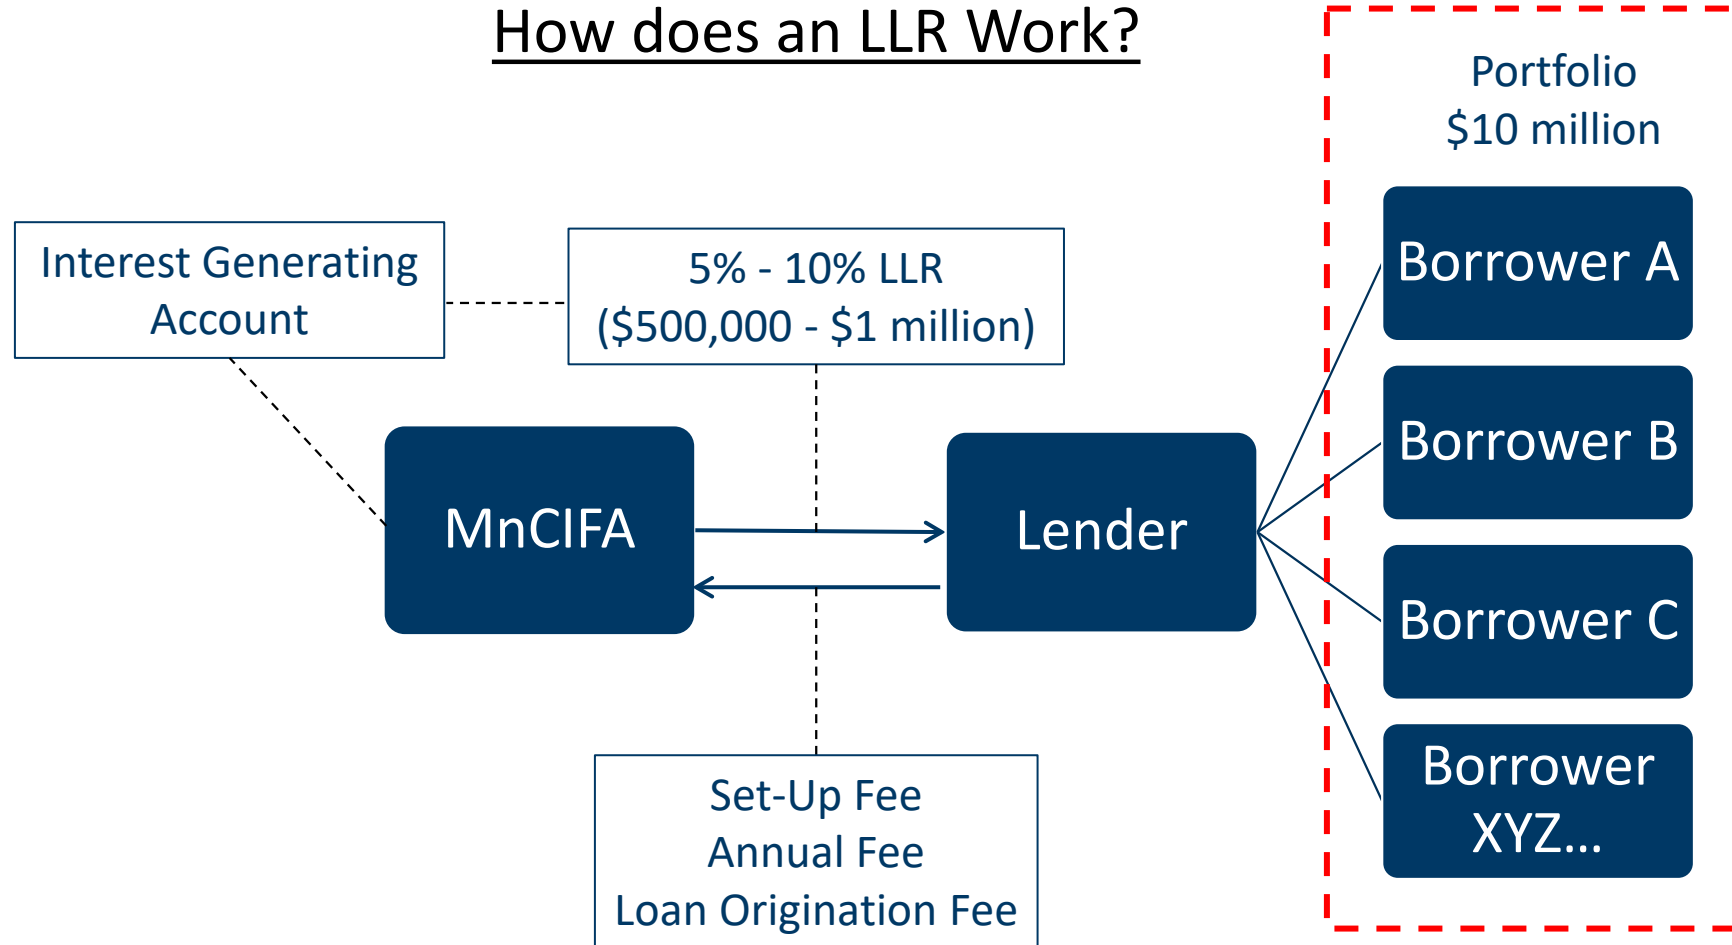 How does an LLR Work?
Portfolio
$10 million
Interest Generating
Account
5% - 10% LLR
($500,000 - $1 million)
MnCIFA
Lender
Borrower A
Borrower B
Borrower C
Borrower
XYZ...
Set-Up Fee
Annual Fee
Loan Origination Fee